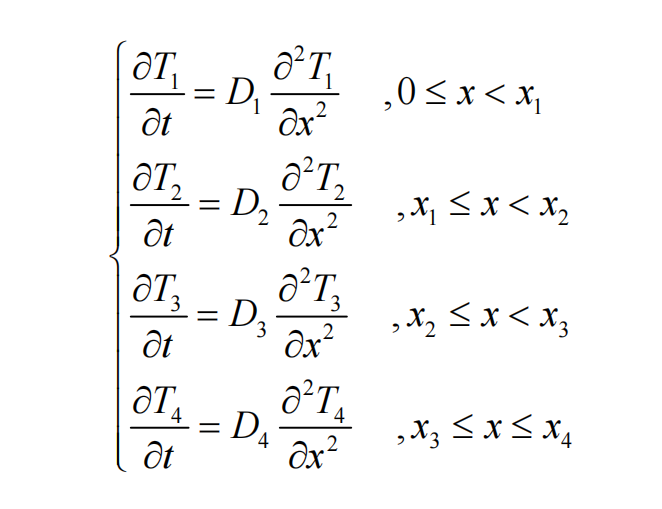 ∂T₁/∂t = D₁ ∂²T₁/∂x² ,0 ≤ x < x₁
∂T₂/∂t = D₂ ∂²T₂/∂x² ,x₁ ≤ x < x₂
∂T₃/∂t = D₃ ∂²T₃/∂x² ,x₂ ≤ x < x₃
∂T₄/∂t = D₄ ∂²T₄/∂x² ,x₃ ≤ x ≤ x₄